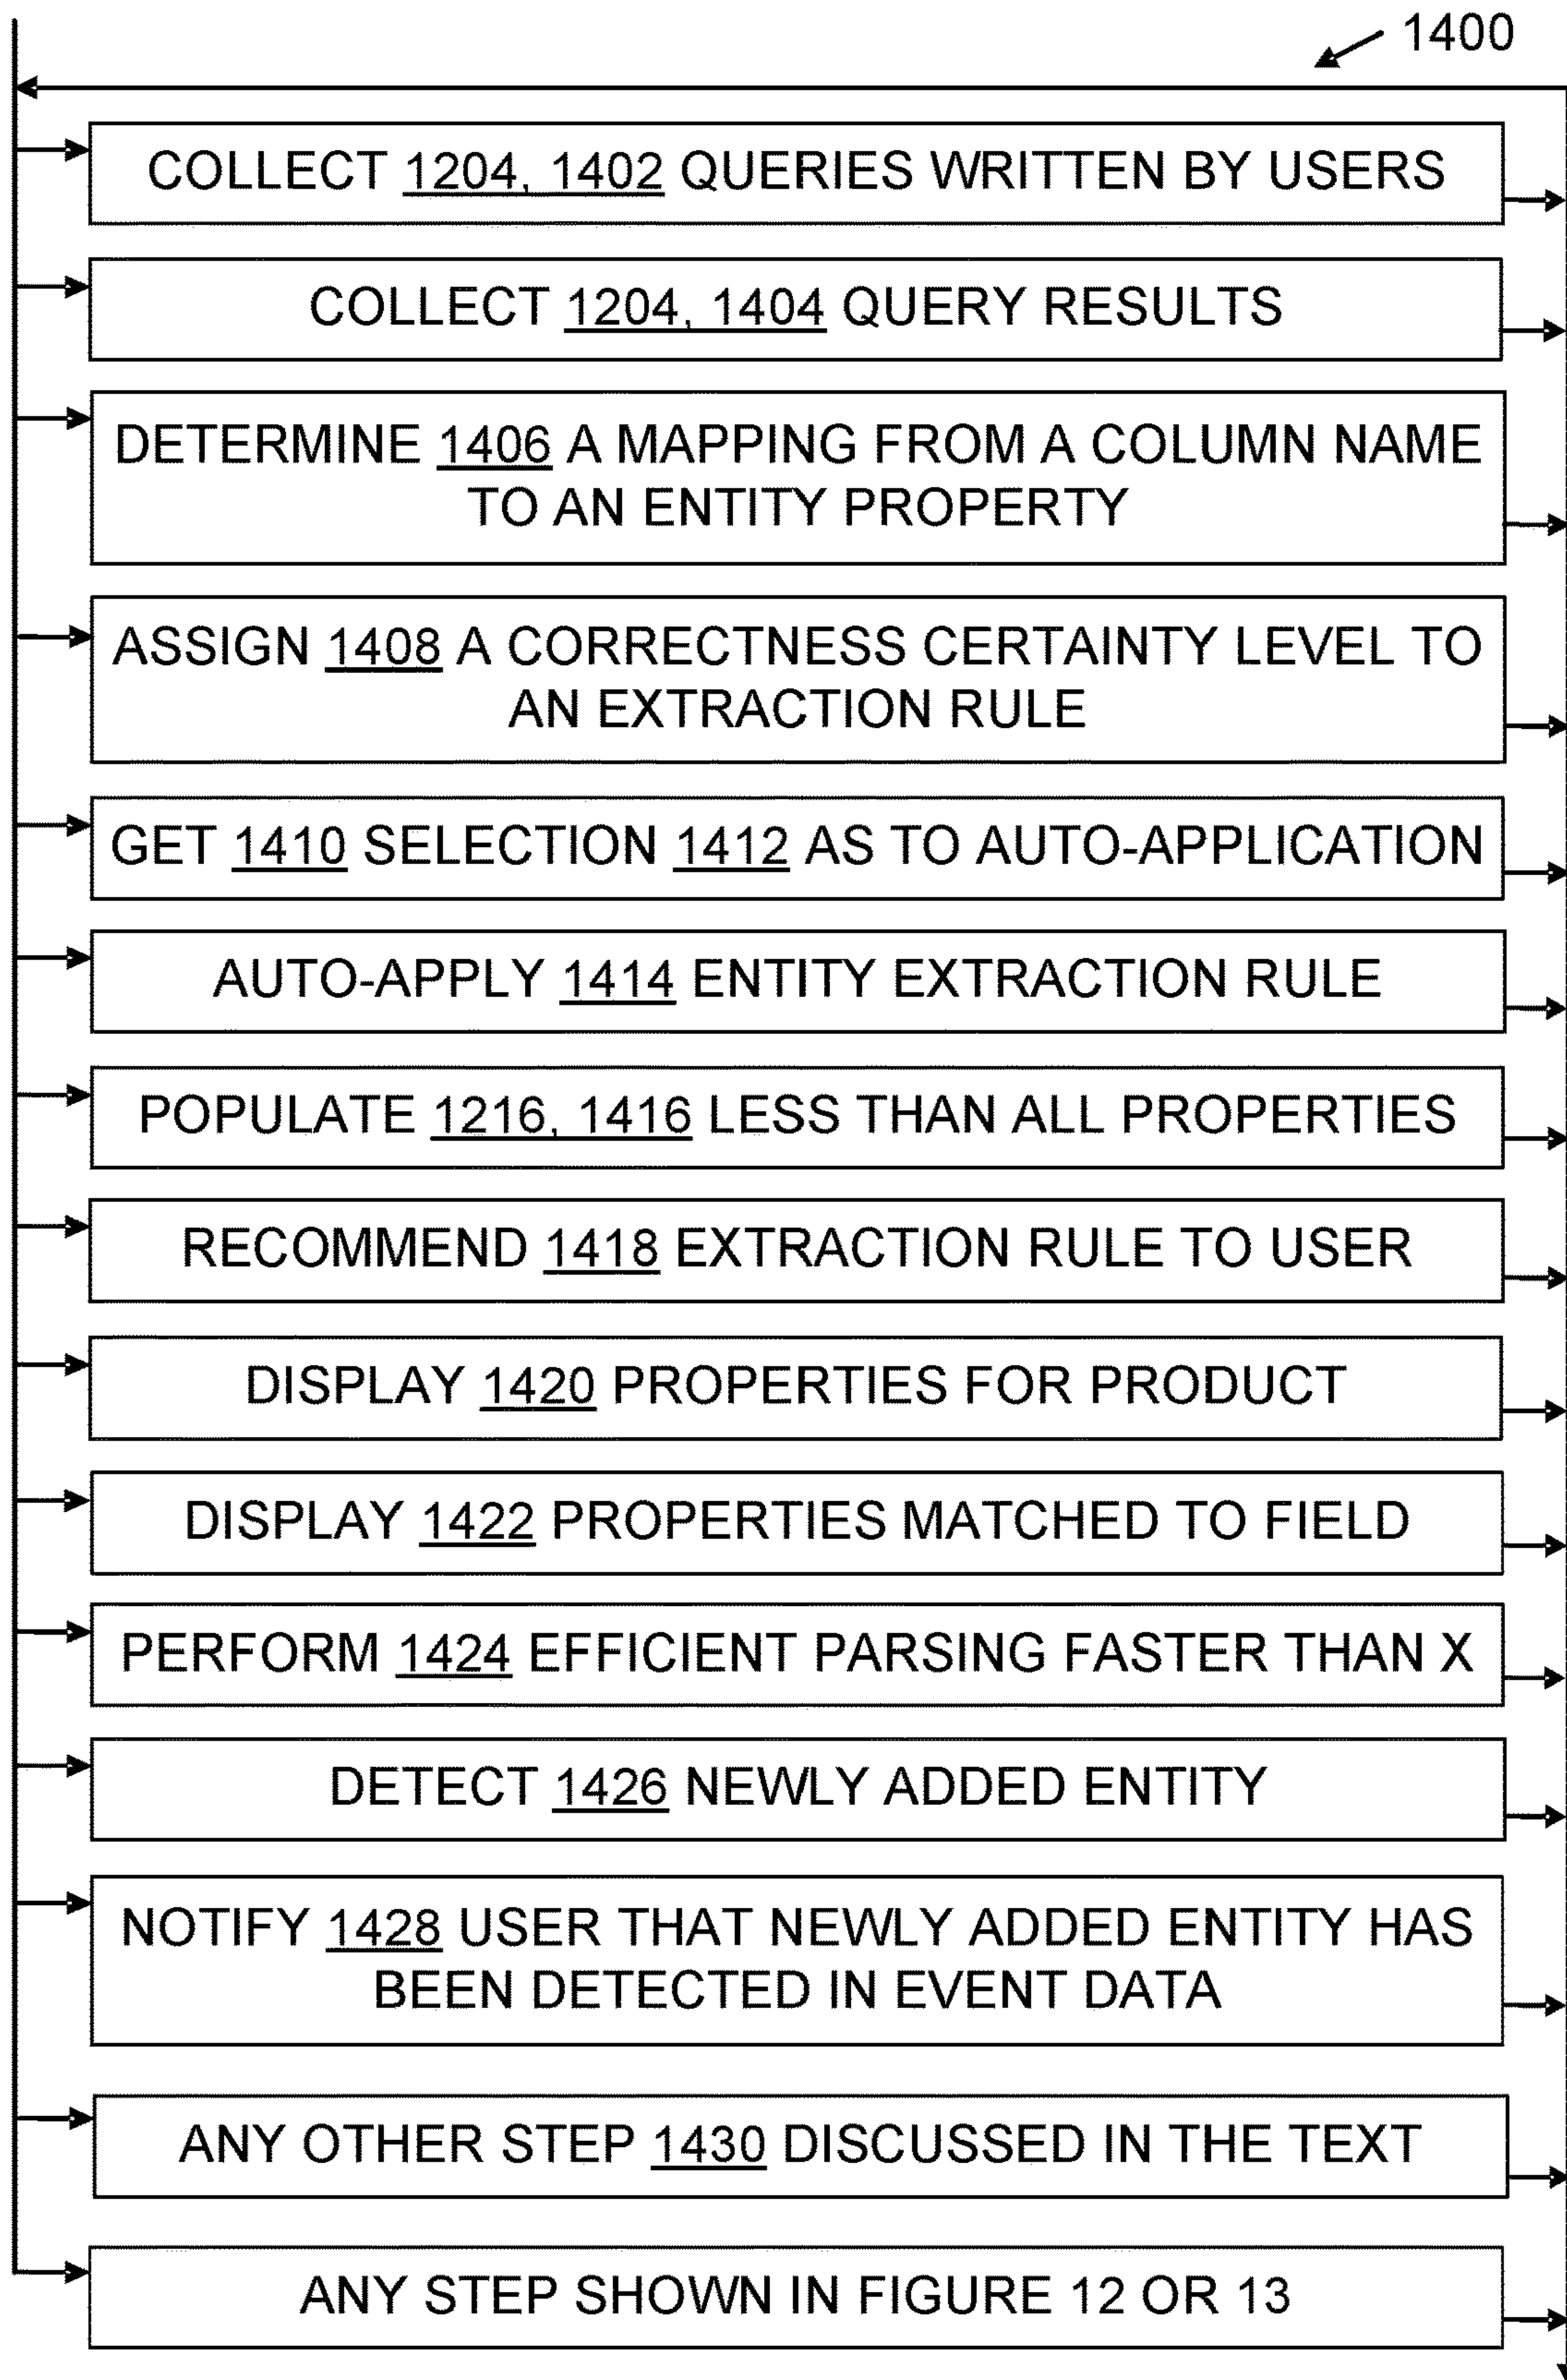 1400
COLLECT 1204, 1402 QUERIES WRITTEN BY USERS
COLLECT 1204, 1404 QUERY RESULTS
DETERMINE 1406 A MAPPING FROM A COLUMN NAME
TO AN ENTITY PROPERTY
ASSIGN 1408 A CORRECTNESS CERTAINTY LEVEL TO
AN EXTRACTION RULE
GET 1410 SELECTION 1412 AS TO AUTO-APPLICATION
AUTO-APPLY 1414 ENTITY EXTRACTION RULE
POPULATE 1216, 1416 LESS THAN ALL PROPERTIES
RECOMMEND 1418 EXTRACTION RULE TO USER
DISPLAY 1420 PROPERTIES FOR PRODUCT
DISPLAY 1422 PROPERTIES MATCHED TO FIELD
PERFORM 1424 EFFICIENT PARSING FASTER THAN X
DETECT 1426 NEWLY ADDED ENTITY
NOTIFY 1428 USER THAT NEWLY ADDED ENTITY HAS
BEEN DETECTED IN EVENT DATA
ANY OTHER STEP 1430 DISCUSSED IN THE TEXT
ANY STEP SHOWN IN FIGURE 12 OR 13